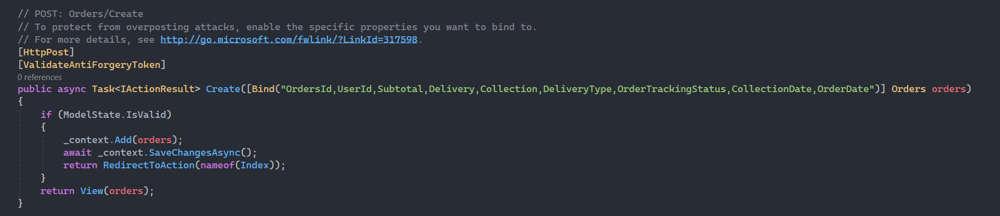 // POST: Orders/Create
// To protect from overposting attacks, enable the specific properties you want to bind to.
// For more details, see http://go.microsoft.com/fwlink/?LinkId=317598.
[HttpPost]
[ValidateAntiForgeryToken]
0 references
public async Task<IActionResult> Create([Bind("OrdersId,UserId,Subtotal,Delivery,Collection,DeliveryType,OrderTrackingStatus,CollectionDate,OrderDate")] Orders orders)
{
    if (ModelState.IsValid)
    {
        _context.Add(orders);
        await _context.SaveChangesAsync();
        return RedirectToAction(nameof(Index));
    }
    return View(orders);
}